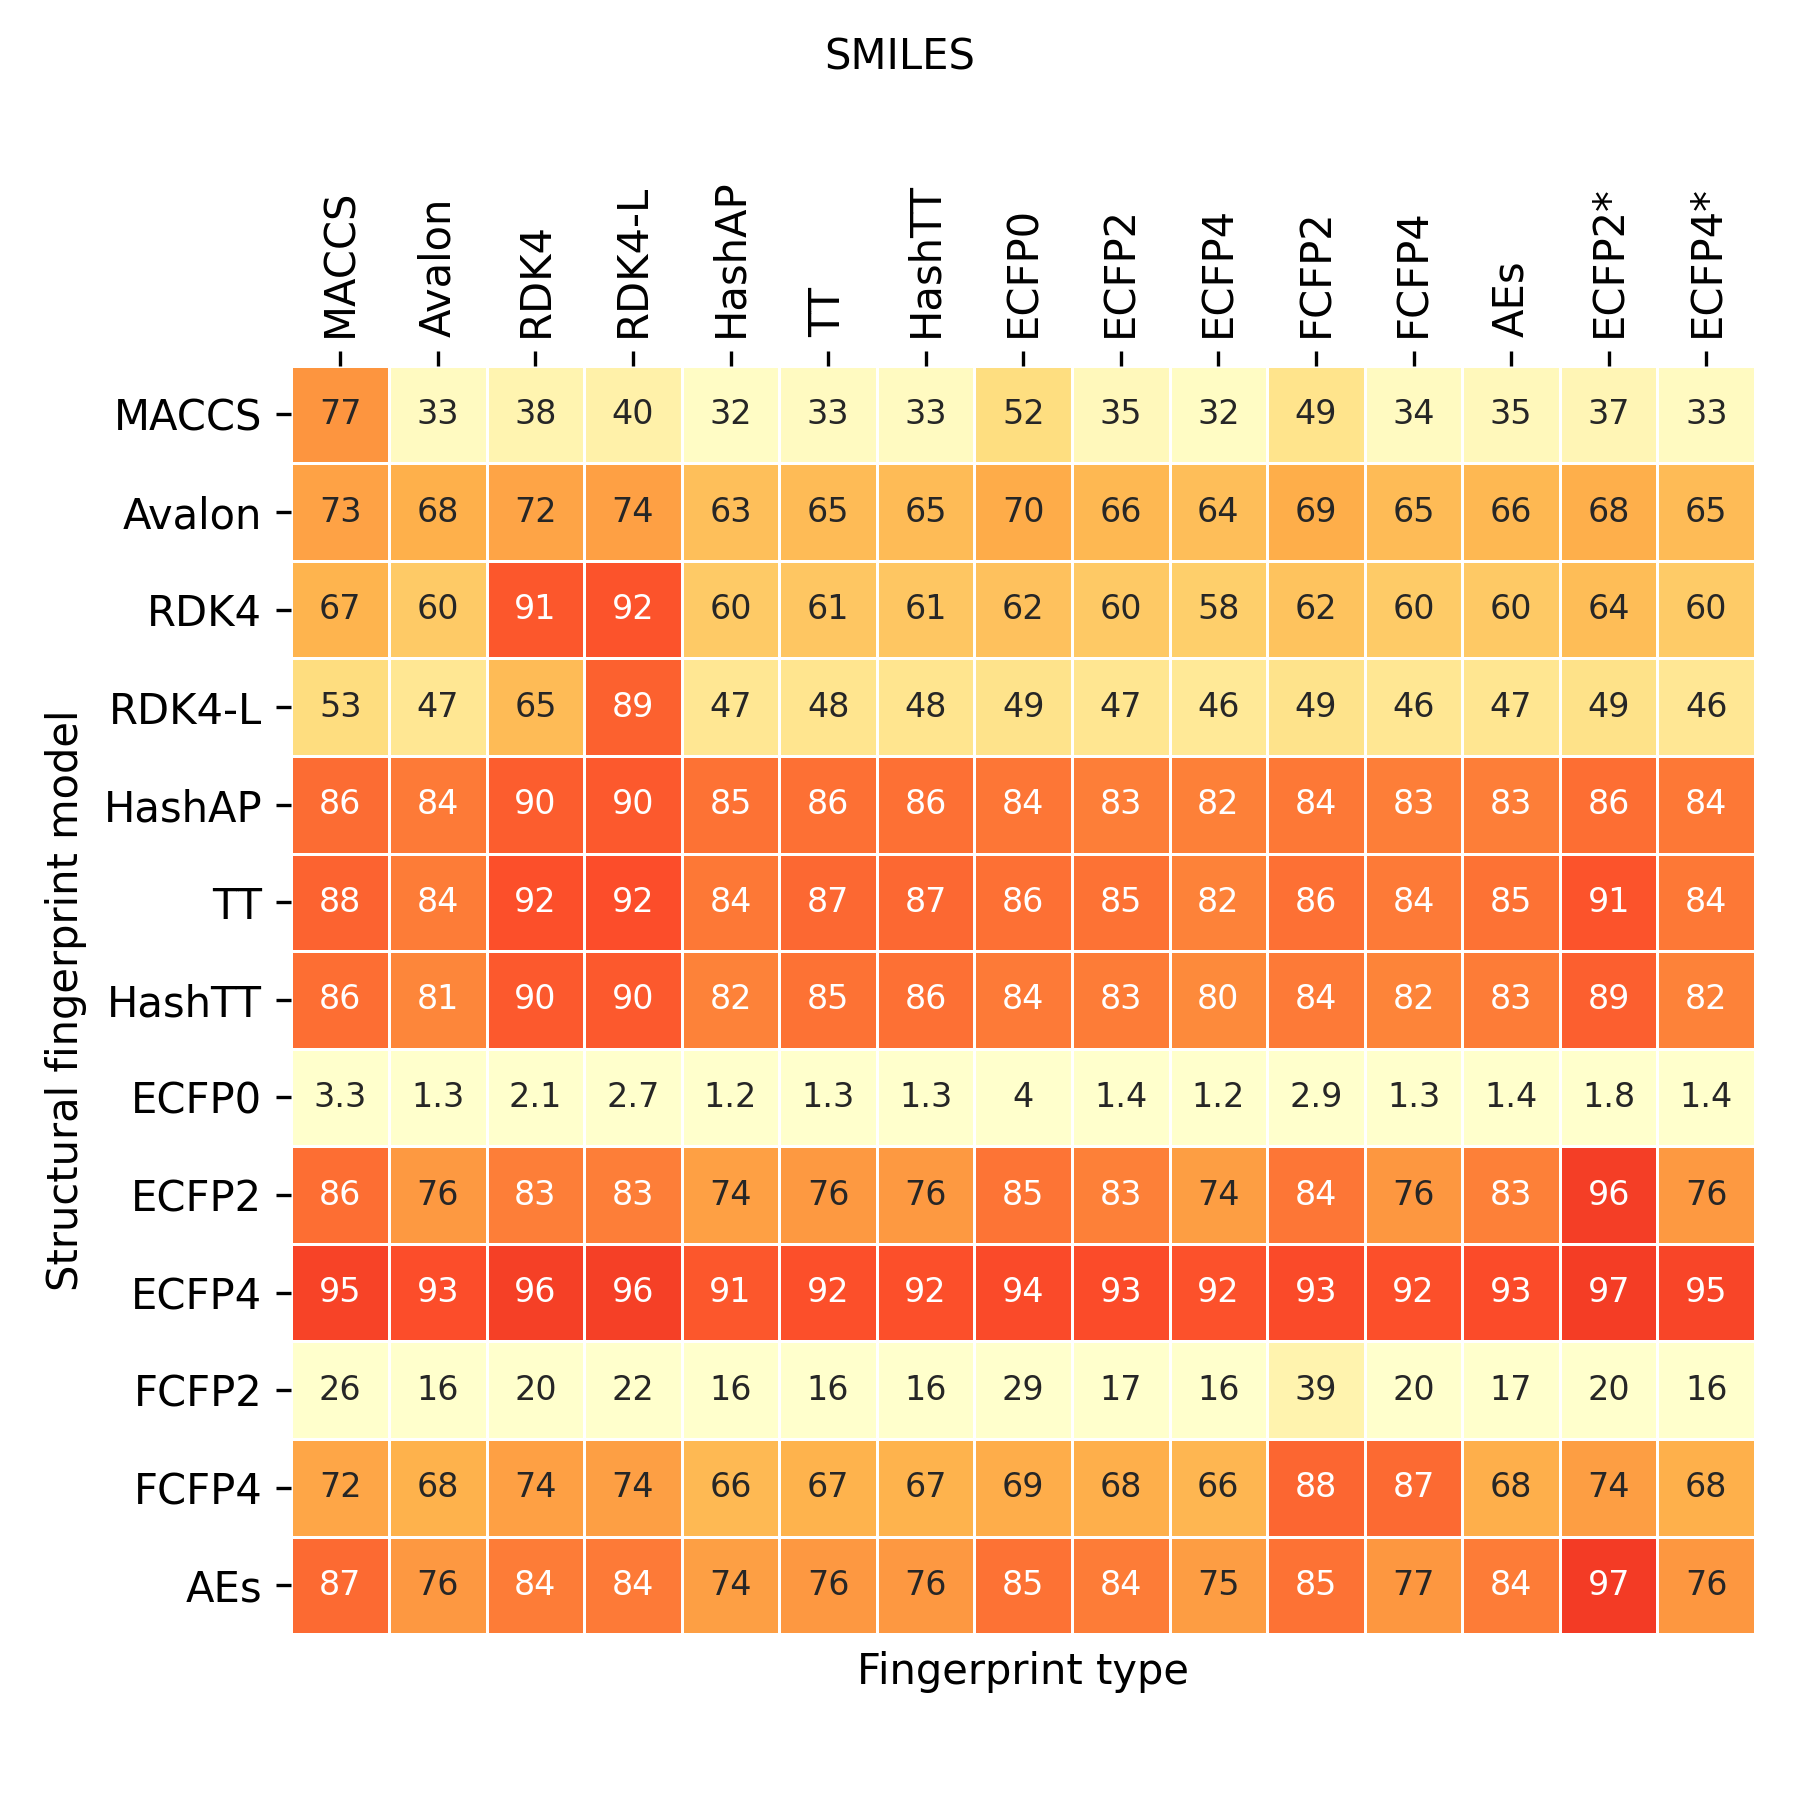 SMILES
MACCS Avalon RDK4 RDK4-L HashAP TT HashTT ECFP0 ECFP2 ECFP4 FCFP2 FCFP4 AEs ECFP2* ECFP4*
Structural fingerprint model
MACCS 77 33 38 40 32 33 33 52 35 32 49 34 35 37 33
Avalon 73 68 72 74 63 65 65 70 66 64 69 65 66 68 65
RDK4 67 60 91 92 60 61 61 62 60 58 62 60 60 64 60
RDK4-L 53 47 65 89 47 48 48 49 47 46 49 46 47 49 46
HashAP 86 84 90 90 85 86 86 84 83 82 84 83 83 86 84
TT 88 84 92 92 84 87 87 86 85 82 86 84 85 91 84
HashTT 86 81 90 90 82 85 86 84 83 80 84 82 83 89 82
ECFP0 3.3 1.3 2.1 2.7 1.2 1.3 1.3 4 1.4 1.2 2.9 1.3 1.4 1.8 1.4
ECFP2 86 76 83 83 74 76 76 85 83 74 84 76 83 96 76
ECFP4 95 93 96 96 91 92 92 94 93 92 93 92 93 97 95
FCFP2 26 16 20 22 16 16 16 29 17 16 39 20 17 20 16
FCFP4 72 68 74 74 66 67 67 69 68 66 88 87 68 74 68
AEs 87 76 84 84 74 76 76 85 84 75 85 77 84 97 76
Fingerprint type